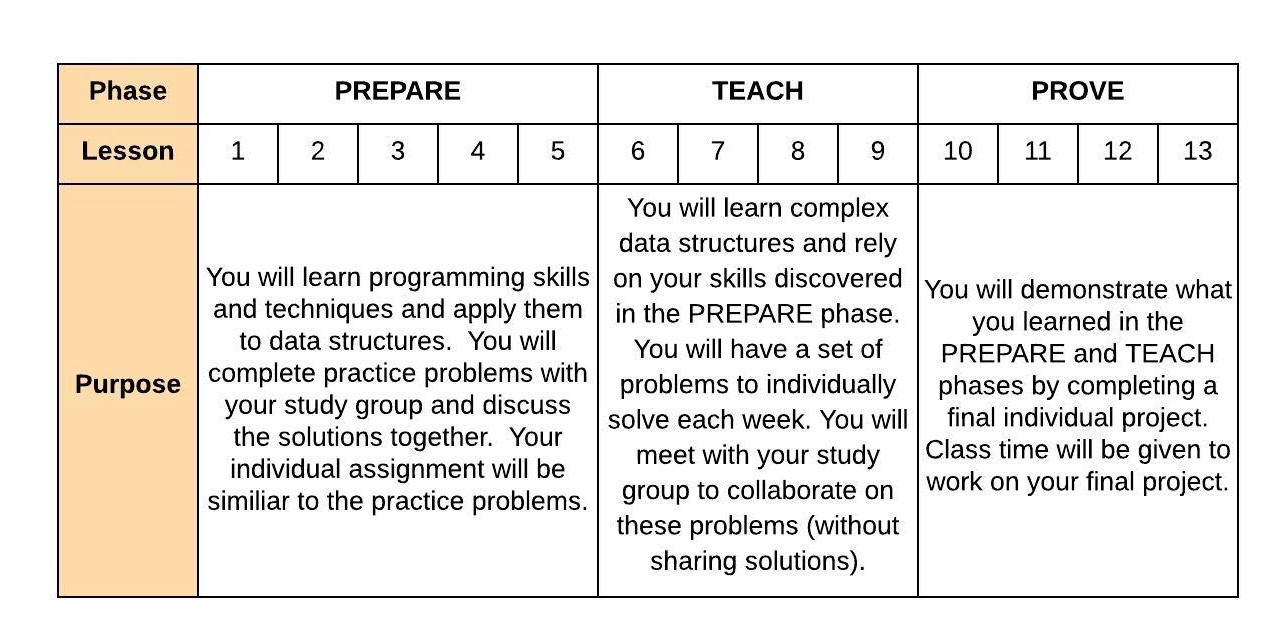 Phase PREPARE TEACH PROVE
Lesson 1 2 3 4 5 6 7 8 9 10 11 12 13
Purpose
You will learn programming skills
and techniques and apply them
to data structures.  You will
complete practice problems with
your study group and discuss
the solutions together.  Your
individual assignment will be
similiar to the practice problems.
You will learn complex
data structures and rely
on your skills discovered
in the PREPARE phase.
You will have a set of
problems to individually
solve each week. You will
meet with your study
group to collaborate on
these problems (without
sharing solutions).
You will demonstrate what
you learned in the
PREPARE and TEACH
phases by completing a
final individual project.
Class time will be given to
work on your final project.